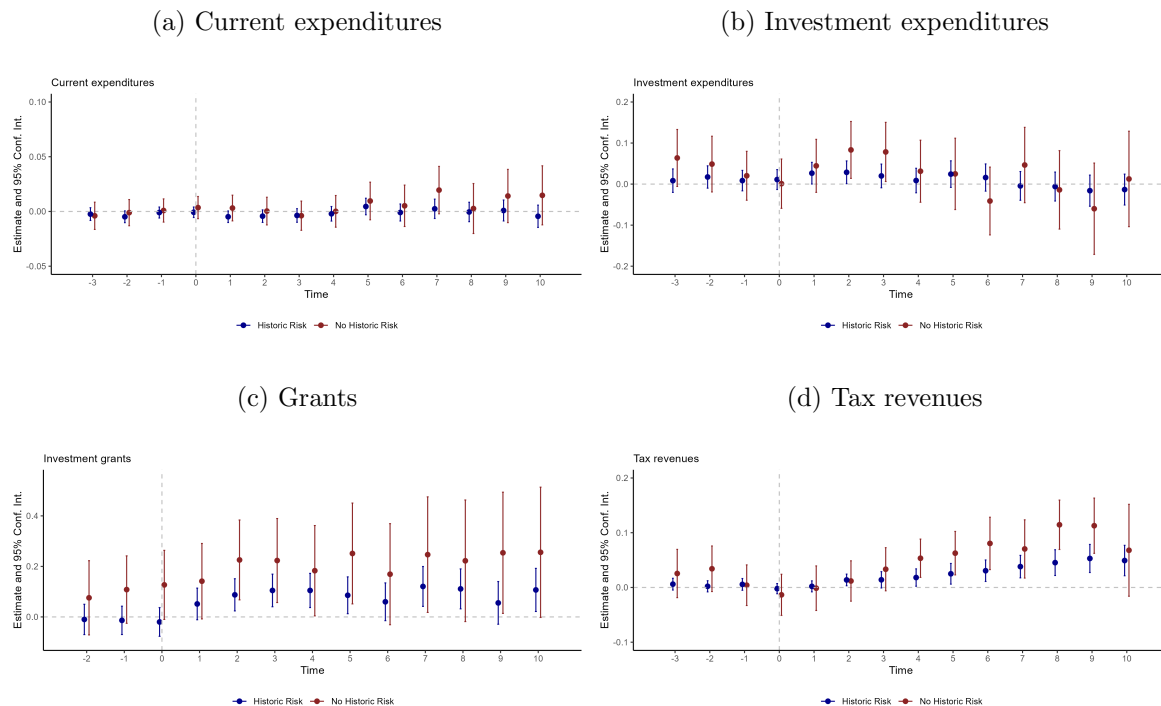 (a) Current expenditures
Current expenditures
Estimate and 95% Conf. Int.
0.10
0.05
0.00
-0.05
-3 -2 -1 0 1 2 3 4 5 6 7 8 9 10
Time
Historic Risk No Historic Risk
(b) Investment expenditures
Investment expenditures
Estimate and 95% Conf. Int.
0.2
0.1
0.0
-0.1
-0.2
-3 -2 -1 0 1 2 3 4 5 6 7 8 9 10
Time
Historic Risk No Historic Risk
(c) Grants
Investment grants
Estimate and 95% Conf. Int.
0.4
0.2
0.0
-2 -1 0 1 2 3 4 5 6 7 8 9 10
Time
Historic Risk No Historic Risk
(d) Tax revenues
Tax revenues
Estimate and 95% Conf. Int.
0.2
0.1
0.0
-0.1
-3 -2 -1 0 1 2 3 4 5 6 7 8 9 10
Time
Historic Risk No Historic Risk